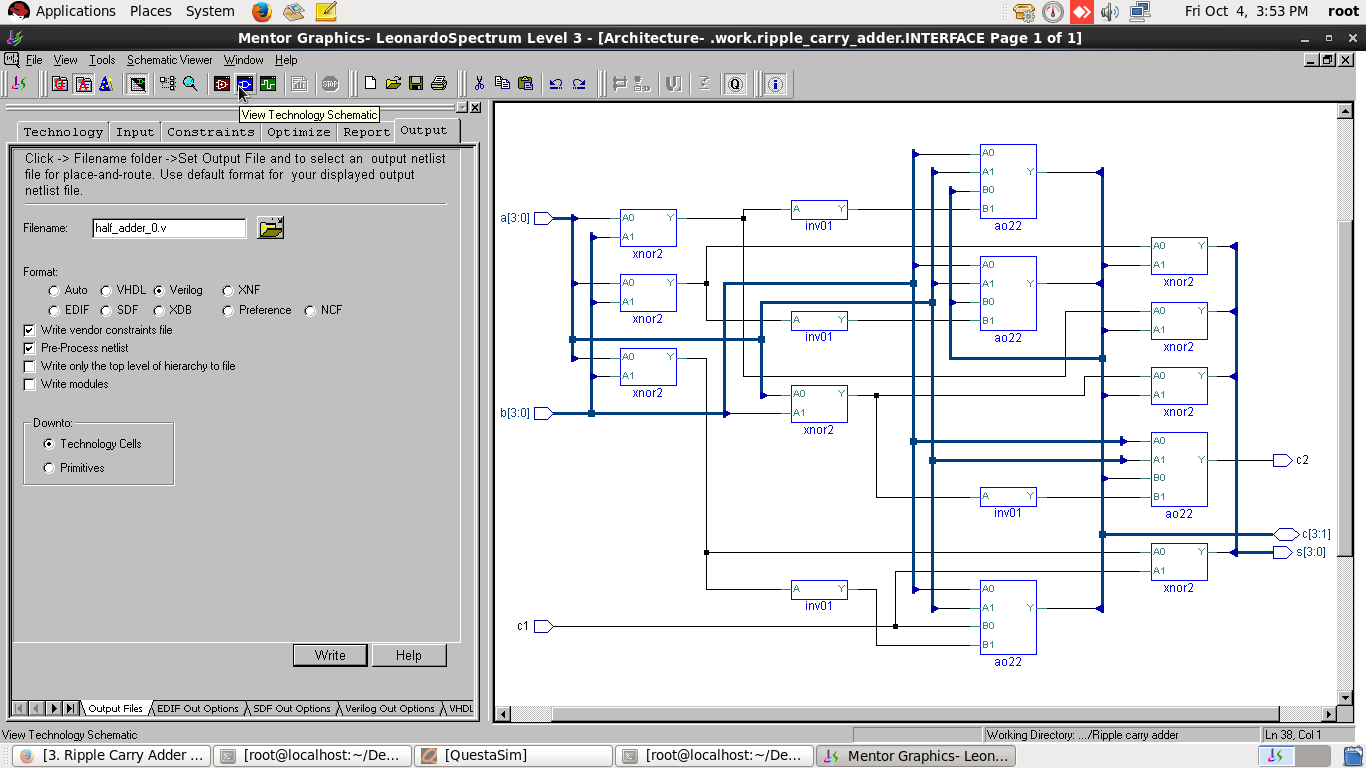 Applications Places System Fri Oct 4, 3:53 PM root
Mentor Graphics- LeonardoSpectrum Level 3 - [Architecture- .work.ripple_carry_adder.INTERFACE Page 1 of 1]
File View Tools Schematic Viewer Window Help
STOP Q
View Technology Schematic
Technology Input Constraints Optimize Report Output
Click -> Filename folder ->Set Output File and to select an output netlist
file for place-and-route. Use default format for your displayed output
netlist file.
Filename: half_adder_0.v
Format:
Auto VHDL Verilog XNF
EDIF SDF XDB Preference NCF
Write vendor constraints file
Pre-Process netlist
Write only the top level of hierarchy to file
Write modules
Downto:
Technology Cells
Primitives
Write Help
Output Files EDIF Out Options SDF Out Options Verilog Out Options VHDL
a[3:0]
b[3:0]
c1
A0 Y
A1
xnor2
A0 Y
A1
xnor2
A0 Y
A1
xnor2
A Y
inv01
A Y
inv01
A0 Y
A1
xnor2
A Y
inv01
A0
A1 Y
B0
B1
ao22
A0
A1 Y
B0
B1
ao22
A Y
inv01
A0
A1 Y
B0
B1
ao22
A0 Y
A1
xnor2
A0 Y
A1
xnor2
A0 Y
A1
xnor2
A0
A1 Y
B0
B1
ao22
A0 Y
A1
xnor2
c2
c[3:1]
s[3:0]
View Technology Schematic Working Directory: .../Ripple carry adder Ln 38, Col 1
[3. Ripple Carry Adder ... [root@localhost:~/De... [QuestaSim] [root@localhost:~/De... Mentor Graphics- Leon...